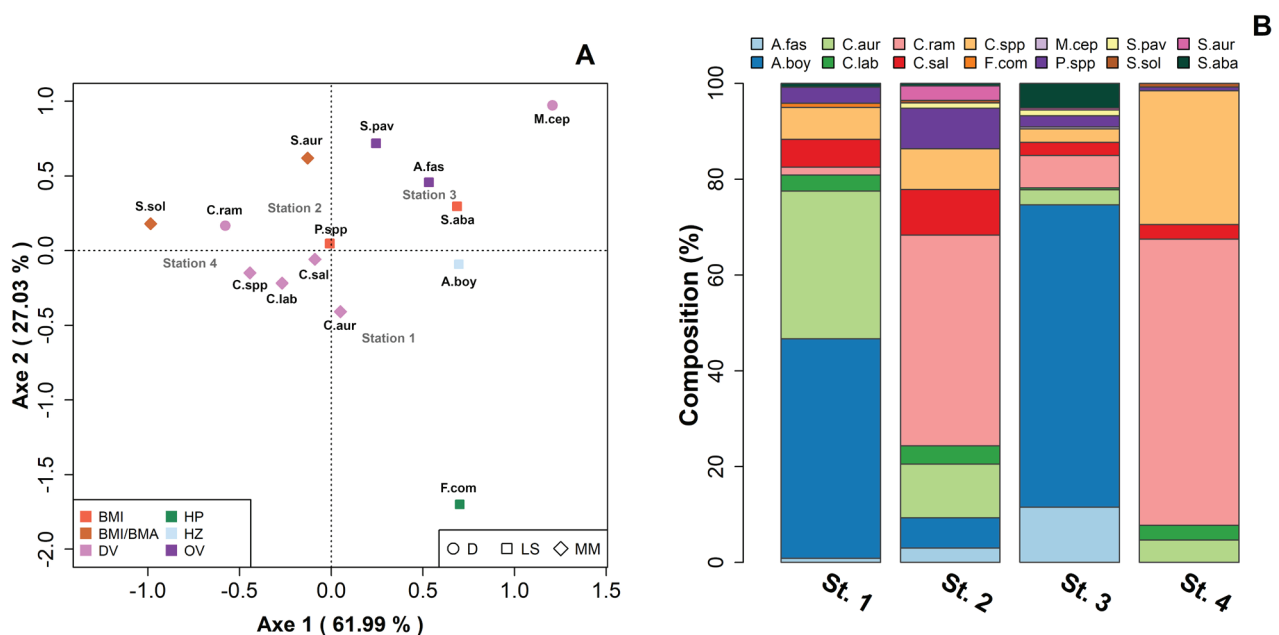 A
1.0
0.5
0.0
-0.5
-1.0
-1.5
-2.0
Axe 2 ( 27.03 % )
M.cep
S.pav
S.aur
A.fas
Station 3
S.sol
C.ram
Station 2
S.aba
P.spp
Station 4
C.sal
C.spp
A.boy
C.lab
C.aur
Station 1
F.com
BMI HP
BMI/BMA HZ
DV OV
D LS MM
-1.0 -0.5 0.0 0.5 1.0 1.5
Axe 1 ( 61.99 % )
B
A.fas C.aur C.ram C.spp M.cep S.pav S.aur
A.boy C.lab C.sal F.com P.spp S.sol S.aba
100
80
60
40
20
0
Composition (%)
St. 1 St. 2 St. 3 St. 4